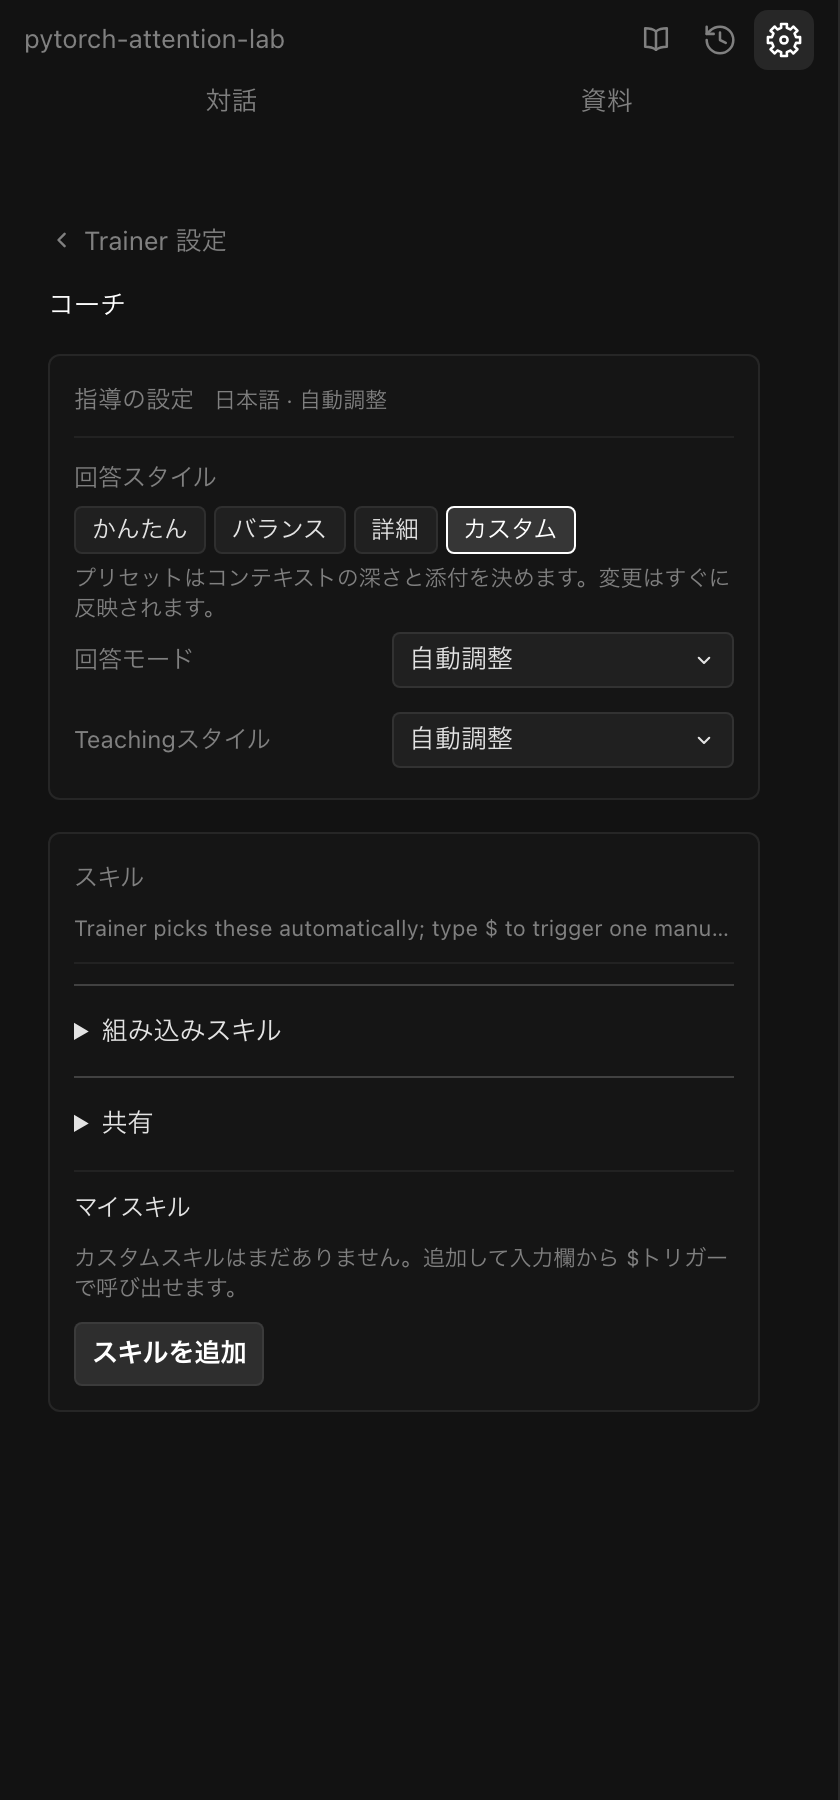 pytorch-attention-lab
対話 資料
Trainer 設定
コーチ
指導の設定 日本語 · 自動調整
回答スタイル
かんたん バランス 詳細 カスタム
プリセットはコンテキストの深さと添付を決めます。変更はすぐに
反映されます。
回答モード 自動調整
Teachingスタイル 自動調整
スキル
Trainer picks these automatically; type $ to trigger one manu...
組み込みスキル
共有
マイスキル
カスタムスキルはまだありません。追加して入力欄から $トリガー
で呼び出せます。
スキルを追加